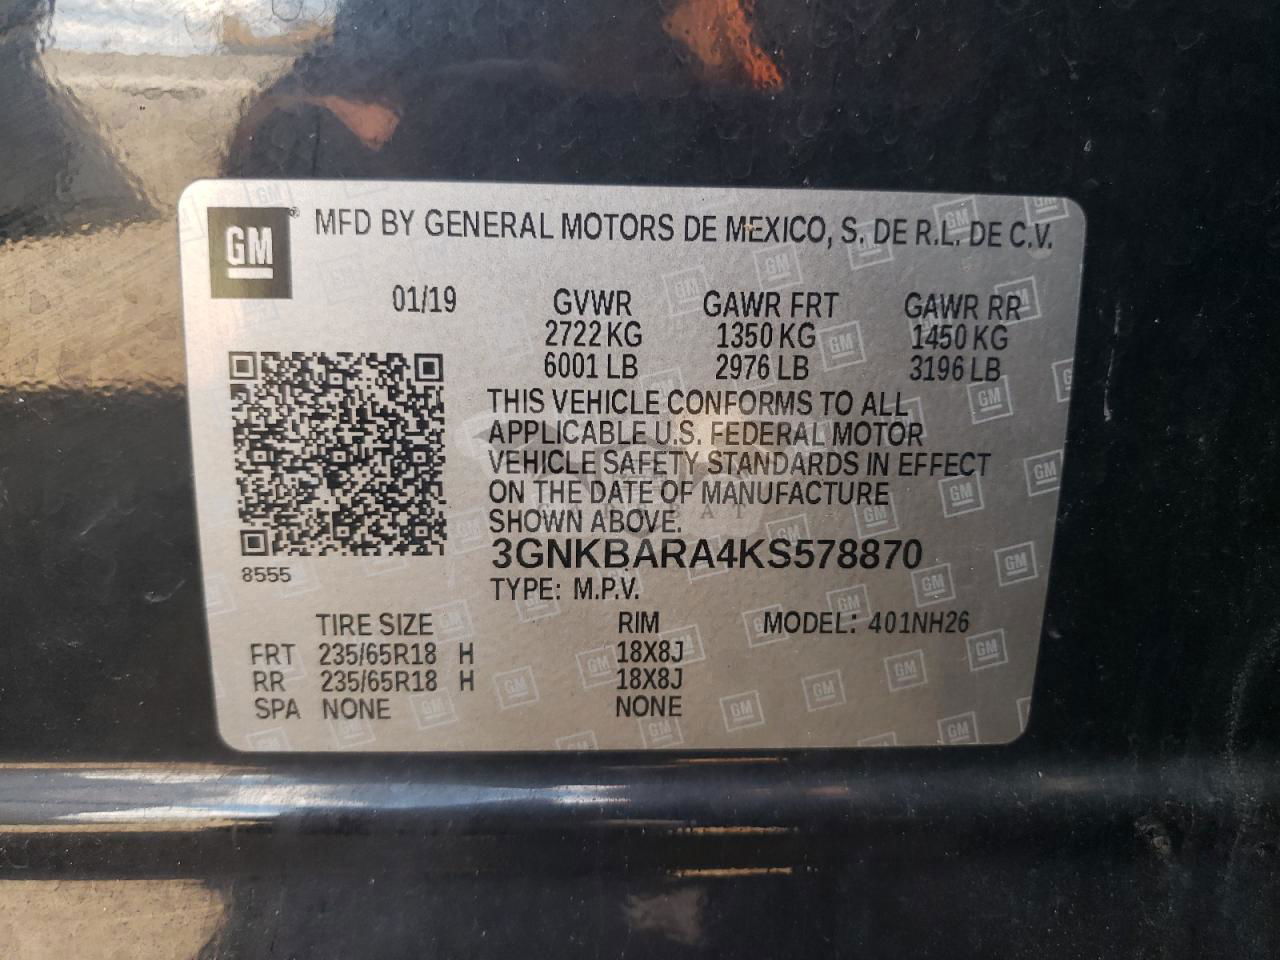 GM® MFD BY GENERAL MOTORS DE MEXICO, S. DE R.L. DE C.V.
01/19 GVWR GAWR FRT GAWR RR
2722 KG 1350 KG 1450 KG
6001 LB 2976 LB 3196 LB
THIS VEHICLE CONFORMS TO ALL
APPLICABLE U.S. FEDERAL MOTOR
VEHICLE SAFETY STANDARDS IN EFFECT
ON THE DATE OF MANUFACTURE
SHOWN ABOVE.
3GNKBARA4KS578870
8555
TYPE: M.P.V.
TIRE SIZE RIM MODEL: 401NH26
FRT 235/65R18 H 18X8J
RR 235/65R18 H 18X8J
SPA NONE NONE